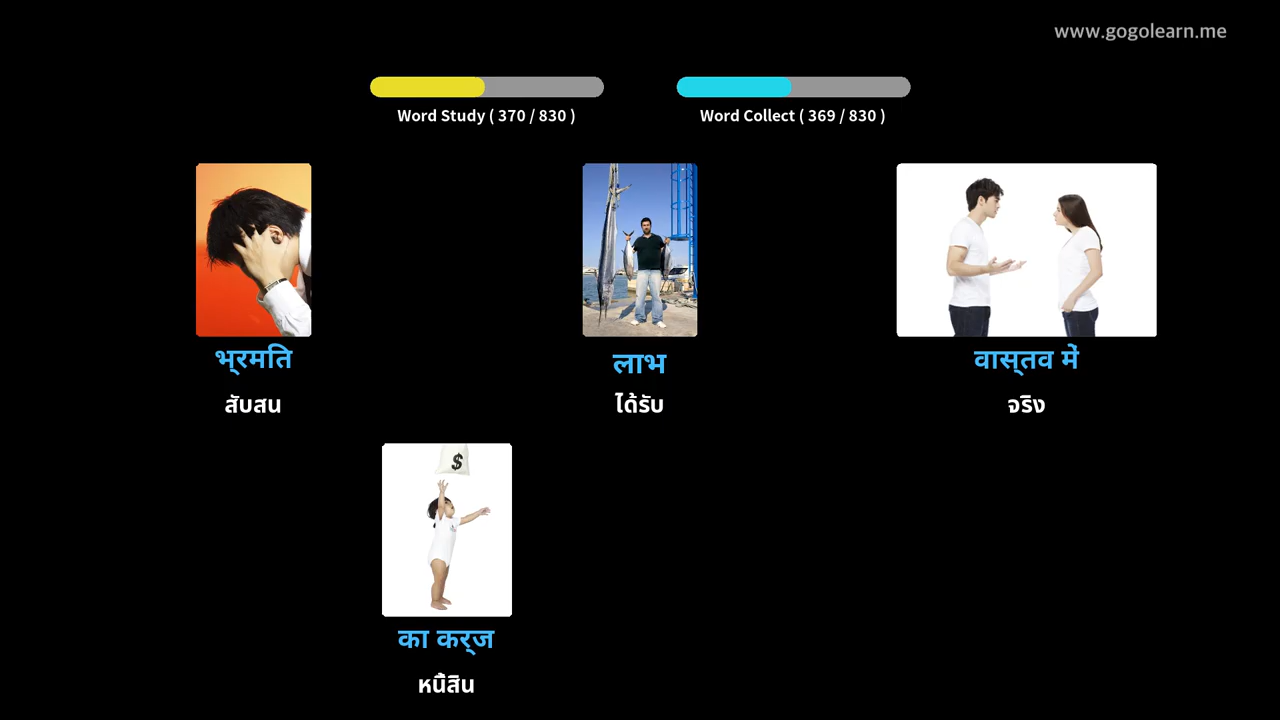 www.gogolearn.me
Word Study ( 370 / 830 )
Word Collect ( 369 / 830 )
भ्रमति
สับสน
लाभ
ได้รับ
वास्तव में
จริง
$
का कर्ज
หนี้สิน